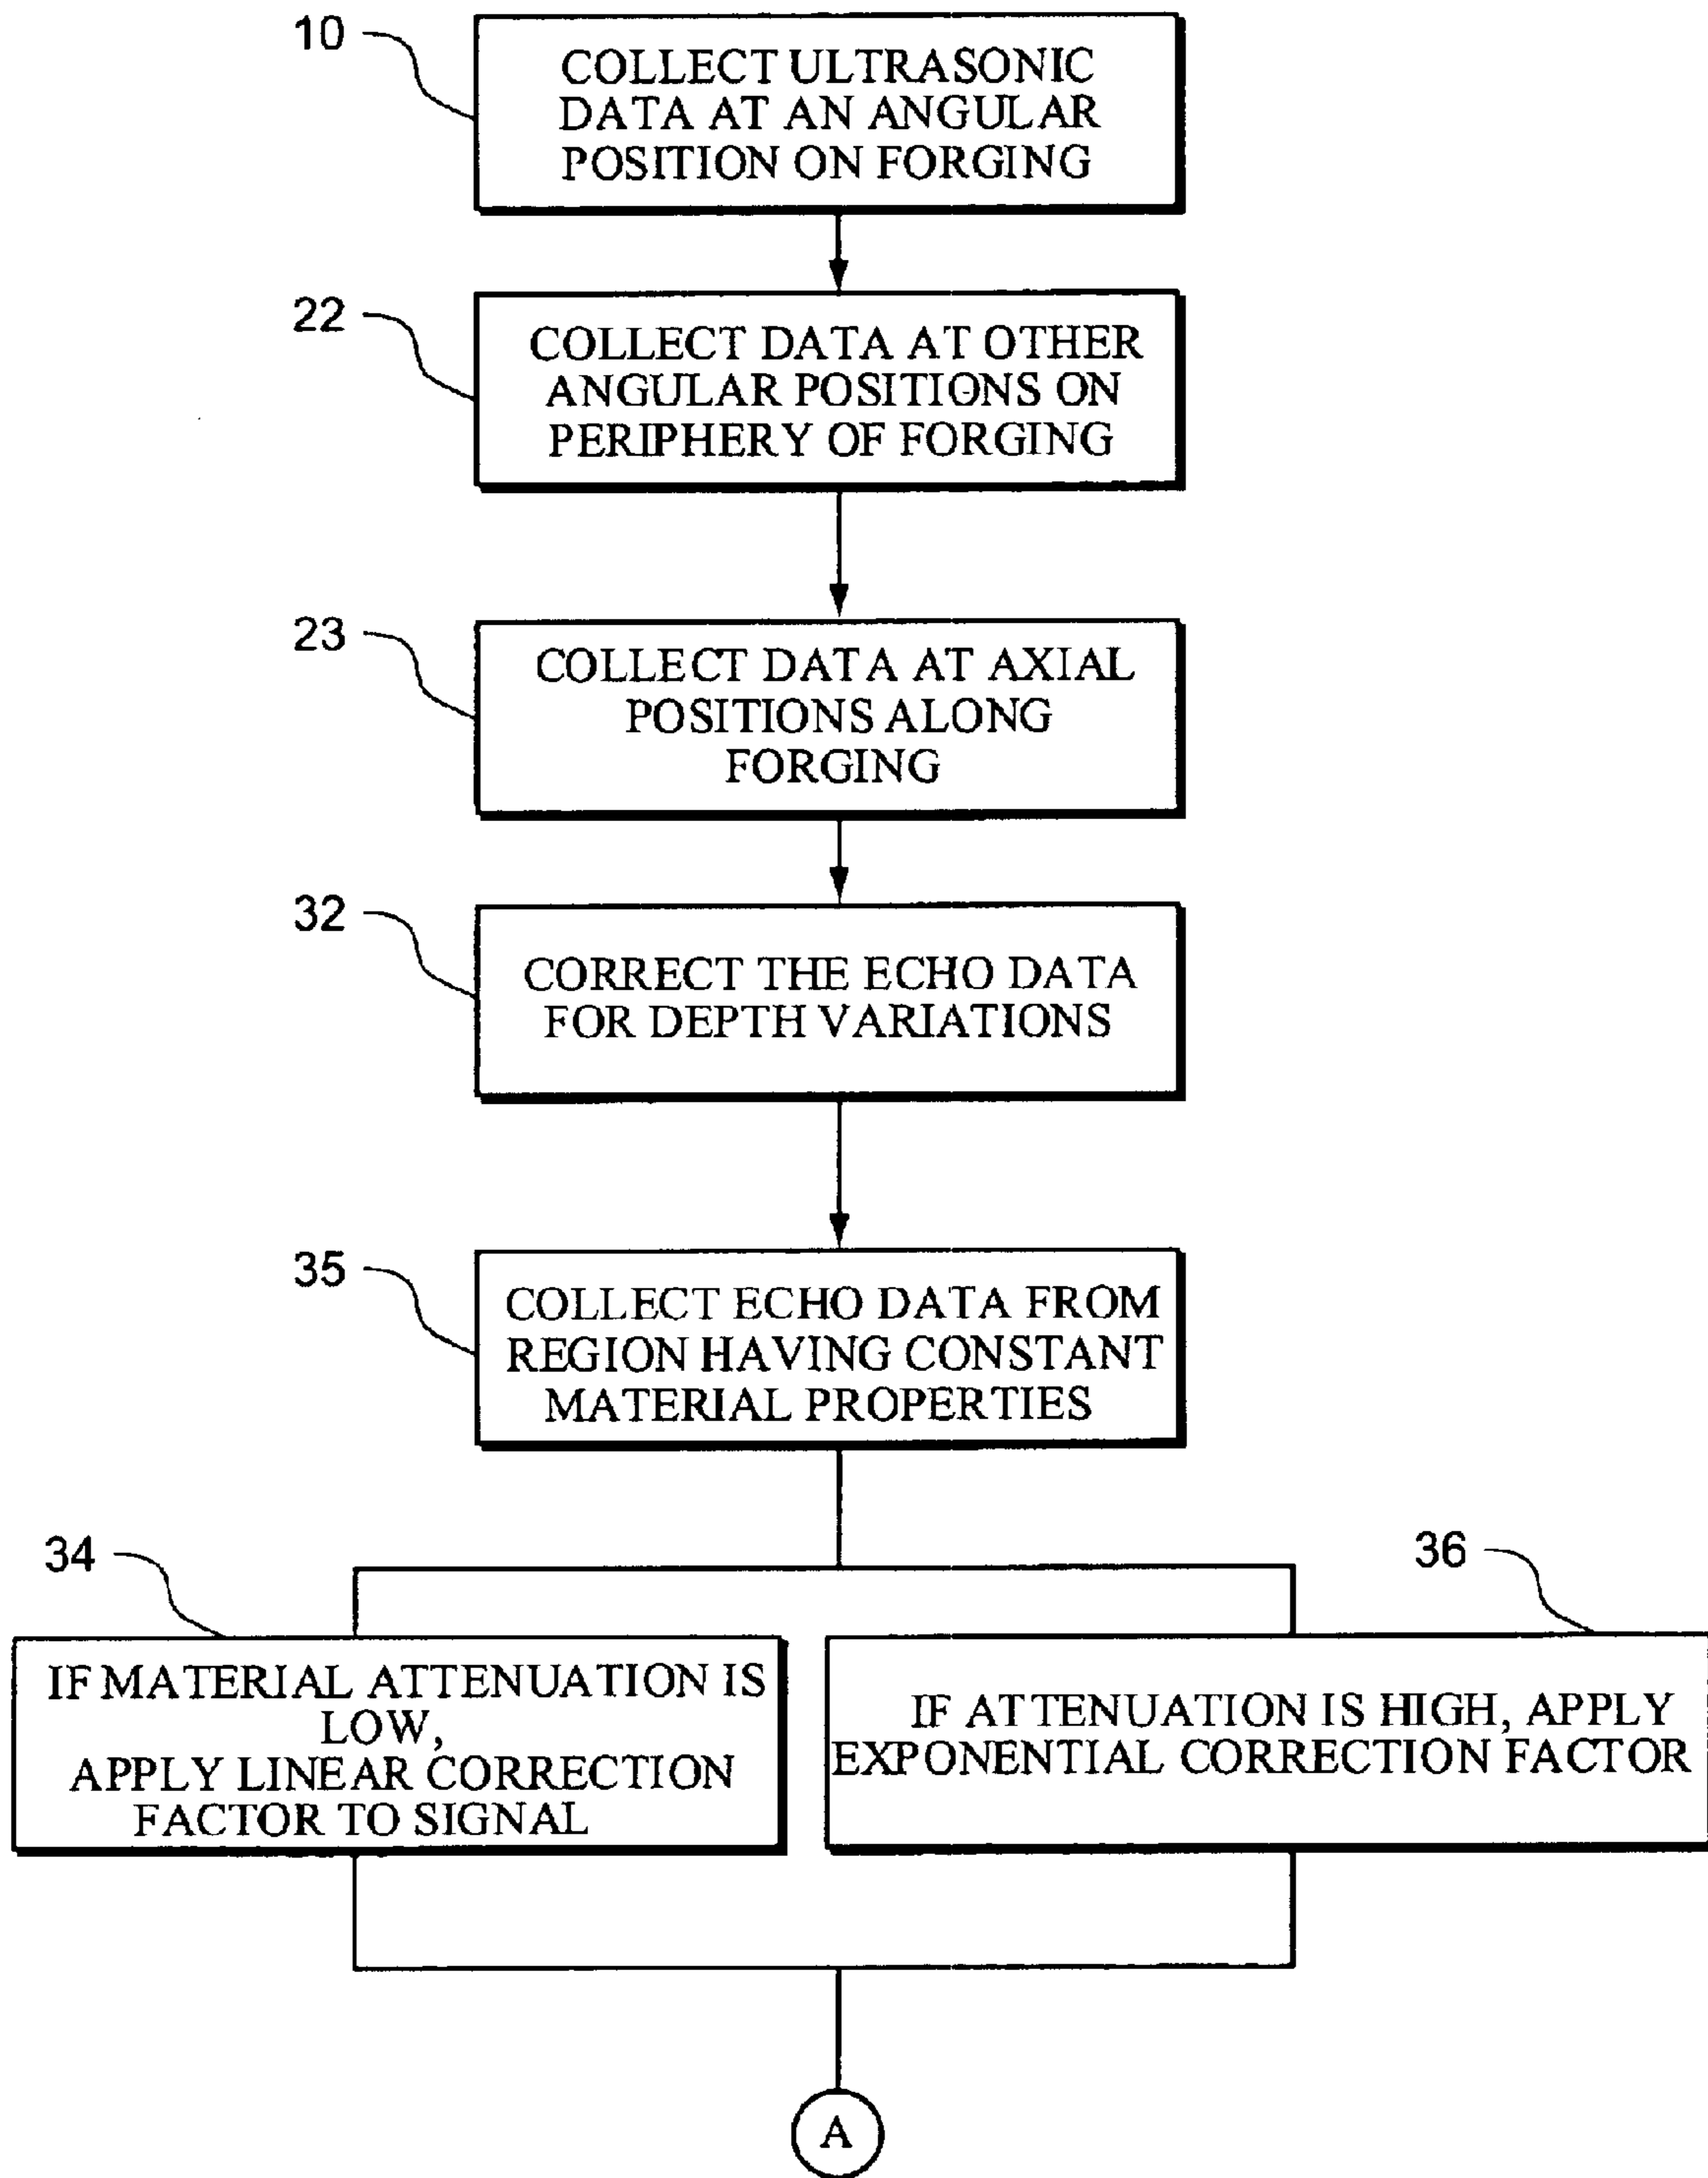 10
COLLECT ULTRASONIC
DATA AT AN ANGULAR
POSITION ON FORGING
22
COLLECT DATA AT OTHER
ANGULAR POSITIONS ON
PERIPHERY OF FORGING
23
COLLECT DATA AT AXIAL
POSITIONS ALONG
FORGING
32
CORRECT THE ECHO DATA
FOR DEPTH VARIATIONS
35
COLLECT ECHO DATA FROM
REGION HAVING CONSTANT
MATERIAL PROPERTIES
34
IF MATERIAL ATTENUATION IS
LOW,
APPLY LINEAR CORRECTION
FACTOR TO SIGNAL
36
IF ATTENUATION IS HIGH, APPLY
EXPONENTIAL CORRECTION FACTOR
A